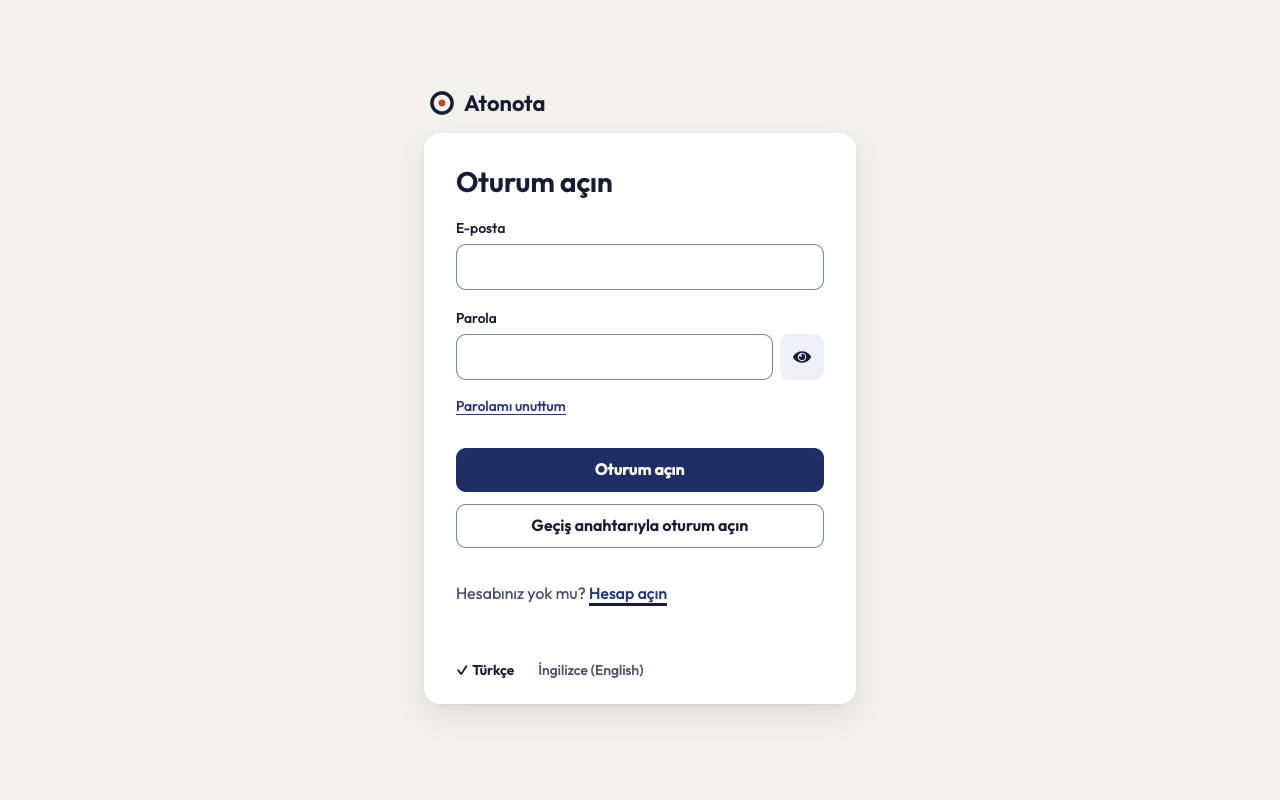 Atonota
Oturum açın
E-posta
Parola
Parolamı unuttum
Oturum açın
Geçiş anahtarıyla oturum açın
Hesabınız yok mu? Hesap açın
Türkçe İngilizce (English)